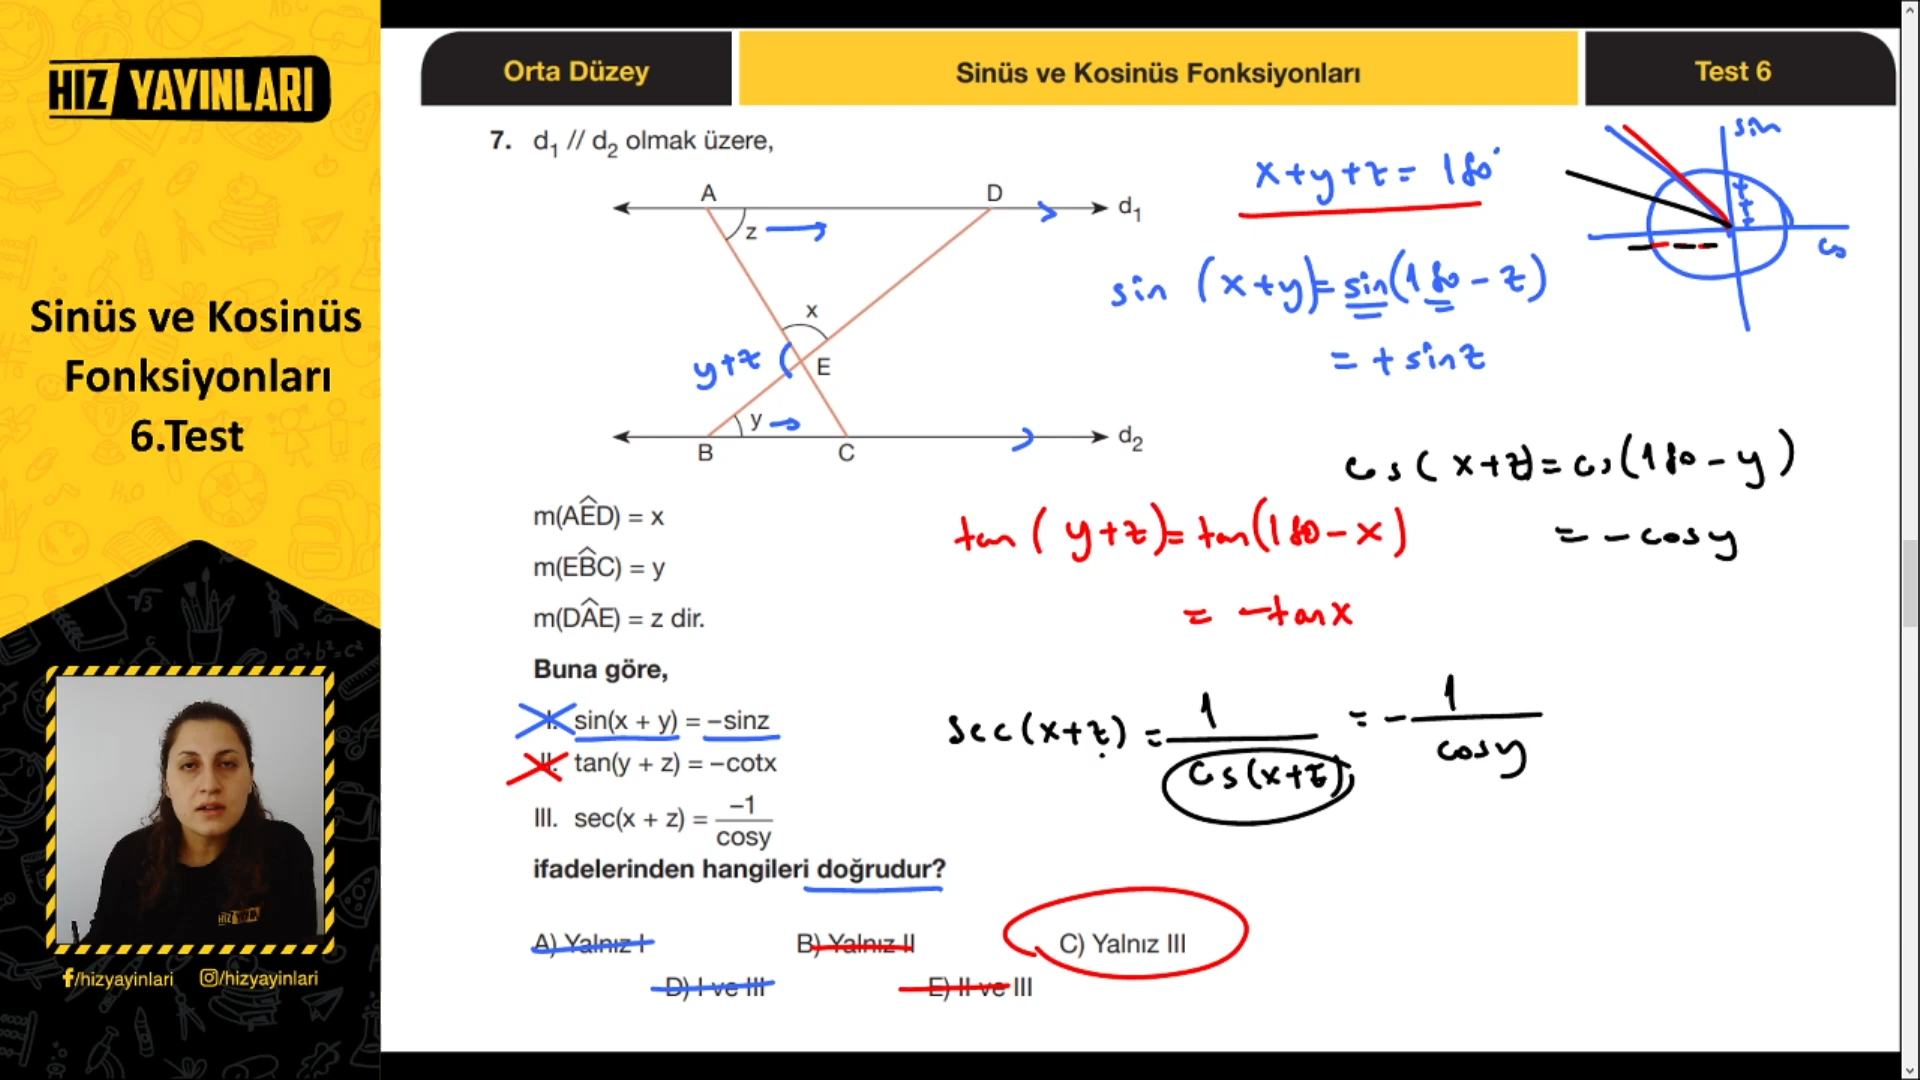 HIZ YAYINLARI
Sinüs ve Kosinüs
Fonksiyonları
6.Test
HIZ YAYIN
/hizyayinlari /hizyayinlari
Orta Düzey
Sinüs ve Kosinüs Fonksiyonları
Test 6
7. d₁ // d₂ olmak üzere,
A D d₁
z
x
y+z E
y
B C d₂
m(AÊD) = x
m(EB̂C) = y
m(DÂE) = z dir.
Buna göre,
I. sin(x + y) = –sinz
II. tan(y + z) = –cotx
III. sec(x + z) = –1/cosy
ifadelerinden hangileri doğrudur?
A) Yalnız I B) Yalnız II C) Yalnız III
D) I ve III E) II ve III
x+y+z = 180°
sin (x+y) = sin(180 - z)
= + sinz
sin
+
+
+
cos
cos(x+z) = cos(180 - y)
= - cosy
tan(y+z) = tan(180 - x)
= -tanx
sec(x+z) = 1/cos(x+z) = - 1/cosy